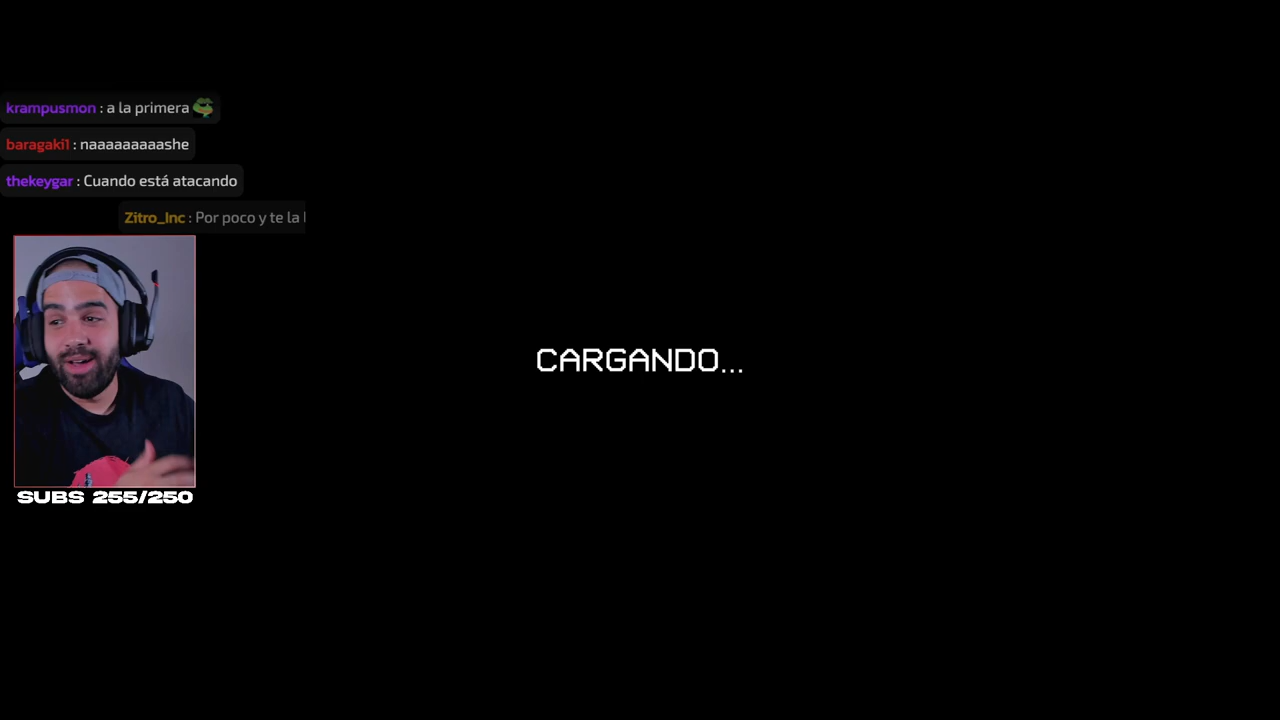 krampusmon : a la primera
baragaki1 : naaaaaaaaashe
thekeygar : Cuando está atacando
Zitro_Inc : Por poco y te la
CARGANDO...
SUBS 255/250